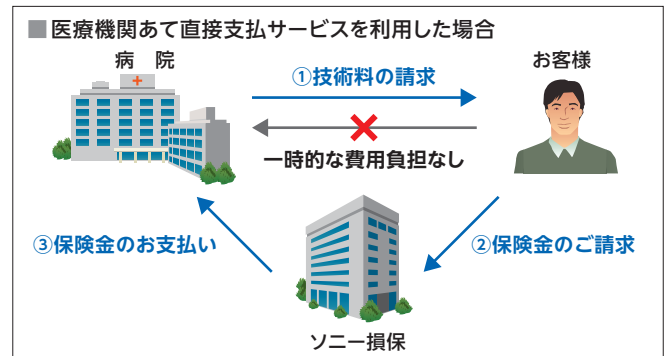 ■医療機関あて直接支払サービスを利用した場合
病　院
お客様
①技術料の請求
一時的な費用負担なし
③保険金のお支払い
②保険金のご請求
ソニー損保